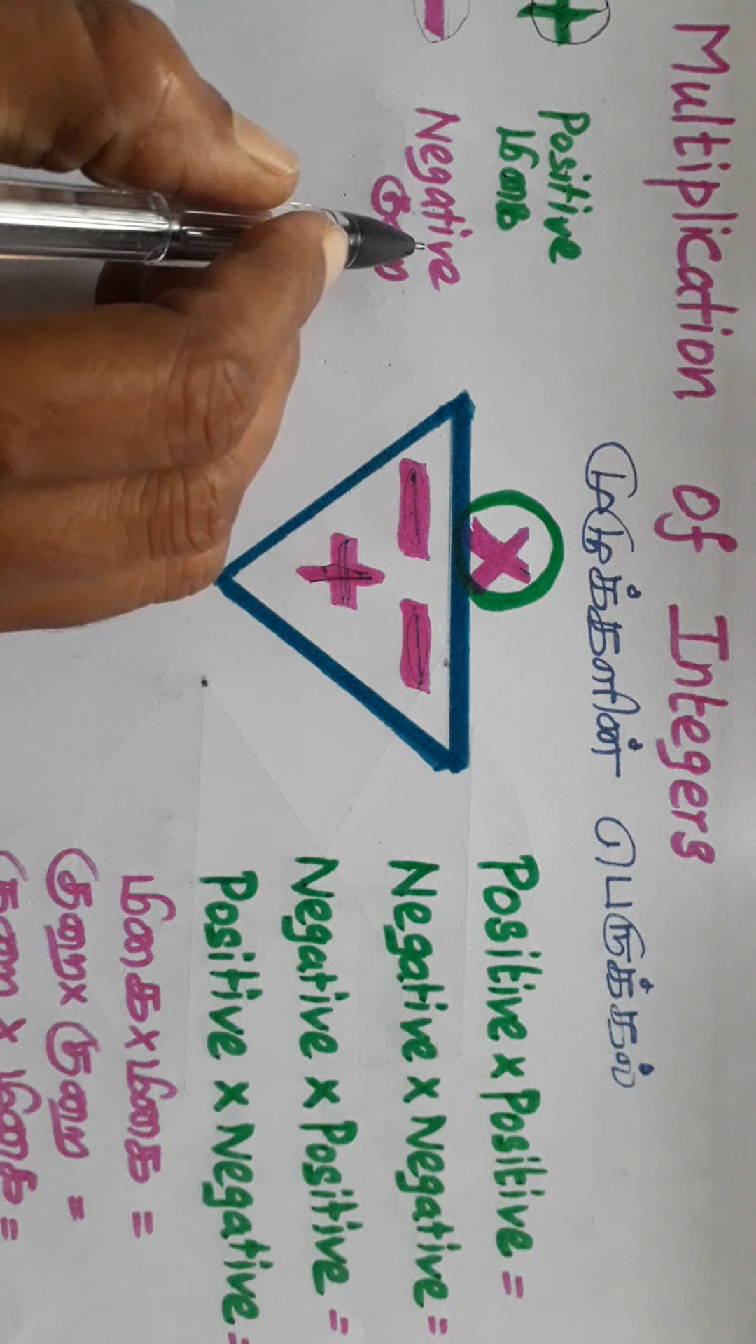 Multiplication of Integers
முழுக்களின் பெருக்கல்
+ Positive
மிகை
- Negative
×
- -
+
Positive x Positive =
Negative x Negative =
Negative x Positive =
Positive x Negative =
மிகை x மிகை =
குறை x குறை =
குறை x மிகை =